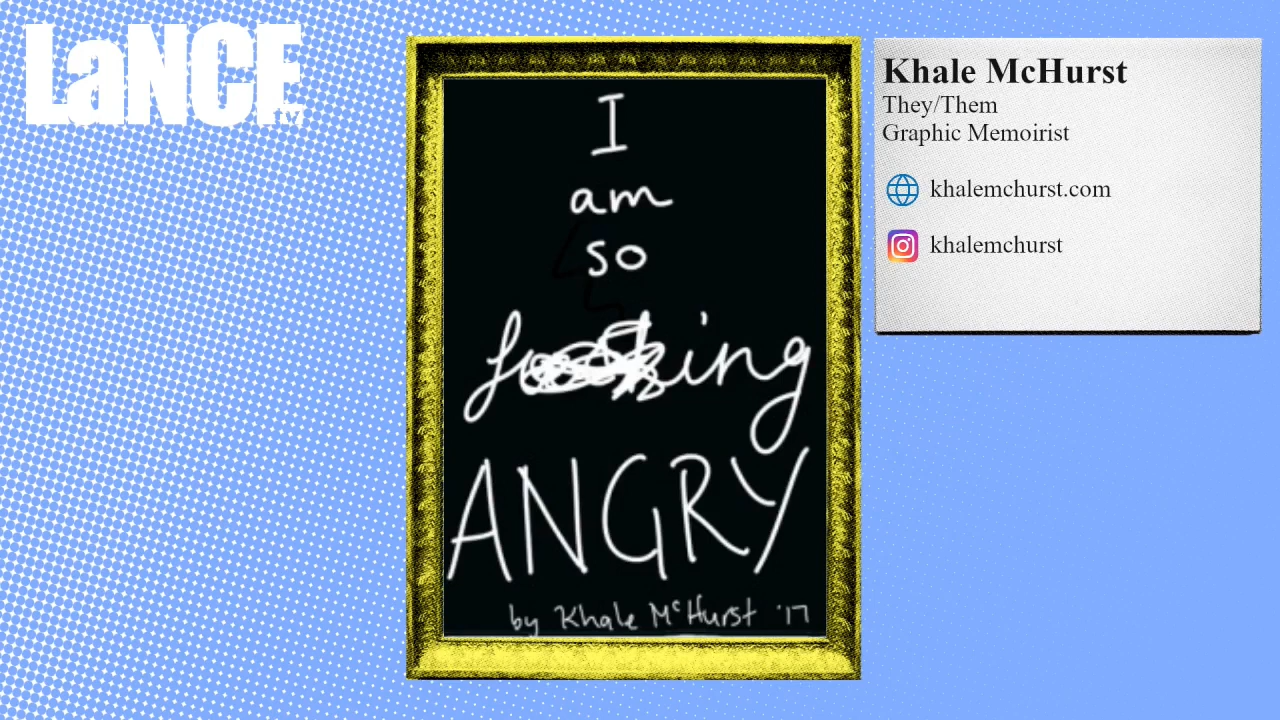 LaNCE
I
am
so
ANGRY
by Khale McHurst '17
Khale McHurst
They/Them
Graphic Memoirist
khalemchurst.com
khalemchurst